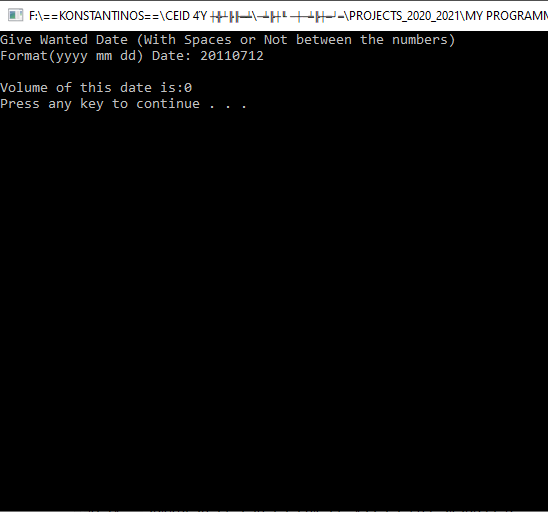 F:\==KONSTANTINOS==\CEID 4Ύ \PROJECTS_2020_2021\MY PROGRAMM
Give Wanted Date (With Spaces or Not between the numbers)
Format(yyyy mm dd) Date: 20110712
Volume of this date is:0
Press any key to continue . . .